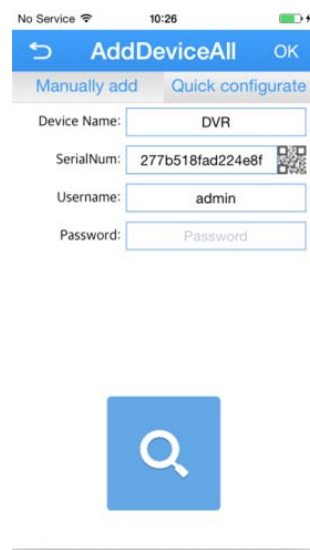 No Service 10:26
AddDeviceAll OK
Manually add Quick configurate
Device Name: DVR
SerialNum: 277b518fad224e8f
Username: admin
Password: Password